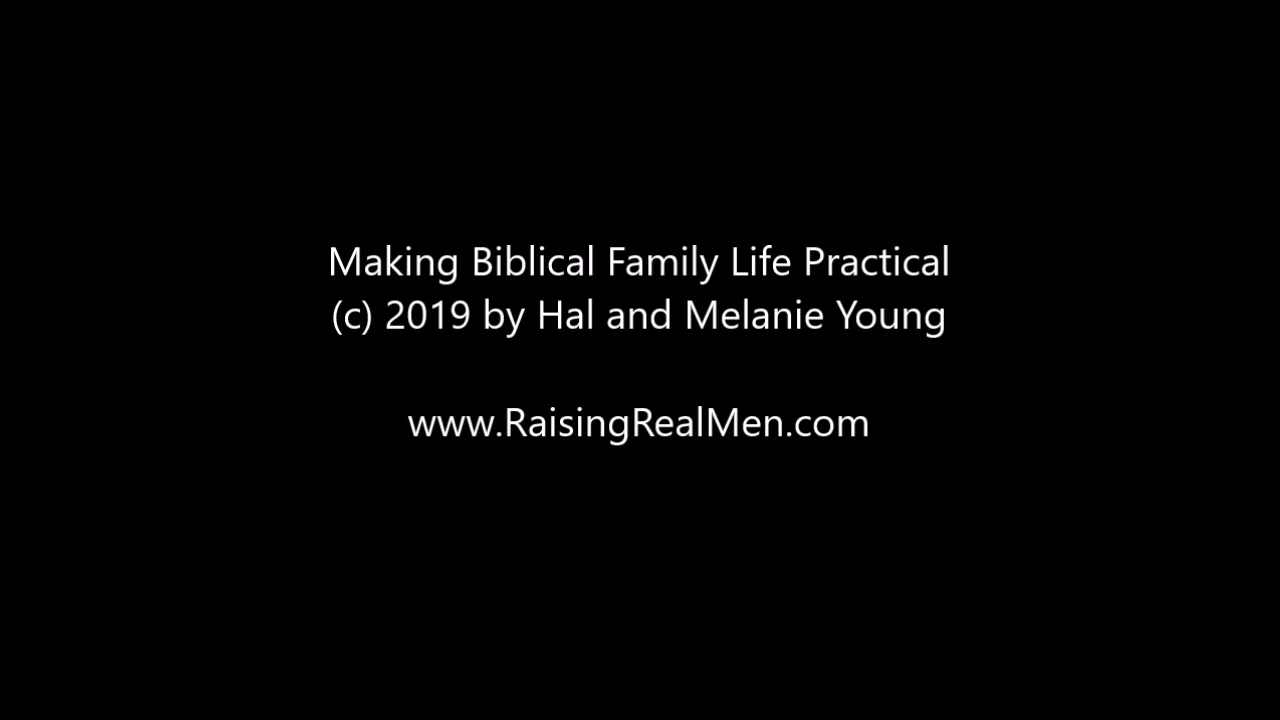 Making Biblical Family Life Practical
(c) 2019 by Hal and Melanie Young
www.RaisingRealMen.com